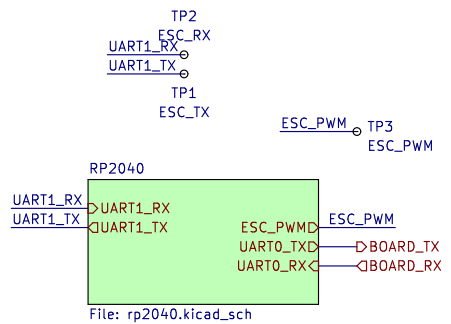 TP2
ESC_RX
UART1_RX
UART1_TX
TP1
ESC_TX
ESC_PWM
TP3
ESC_PWM
RP2040
UART1_RX
UART1_RX
UART1_TX
UART1_TX
ESC_PWM
ESC_PWM
UART0_TX
BOARD_TX
UART0_RX
BOARD_RX
File: rp2040.kicad_sch